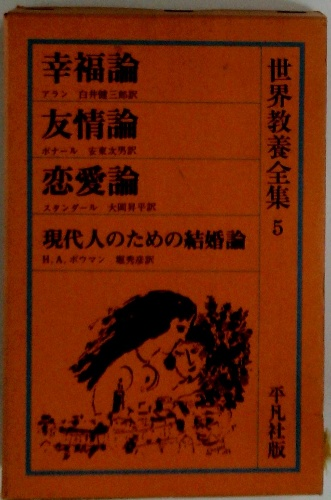 世界教養全集 5
幸福論
アラン 白井健三郎訳
友情論
ボナール 安東次男訳
恋愛論
スタンダール 大岡昇平訳
現代人のための結婚論
H.A.ボウマン 堀秀彦訳
平凡社版